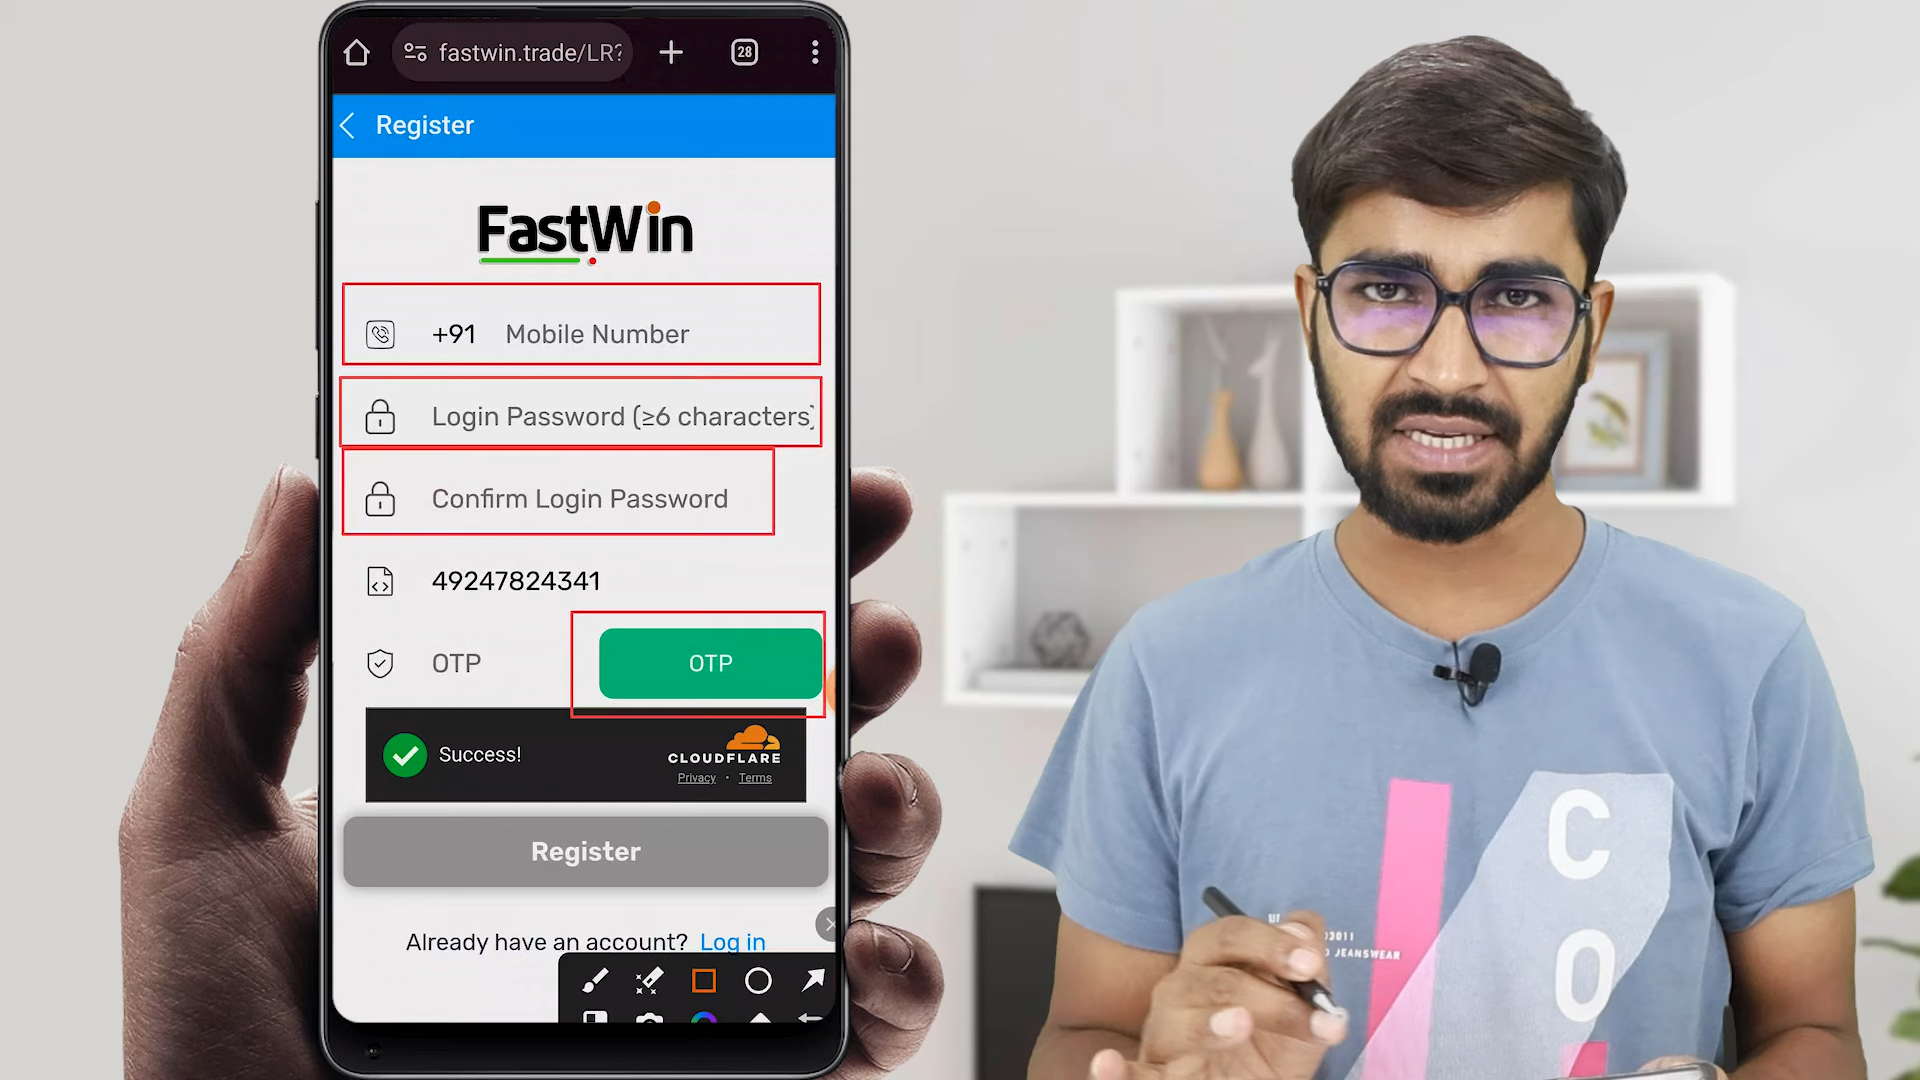 fastwin.trade/LR?
28
Register
FastWin
+91 Mobile Number
Login Password (≥6 characters)
Confirm Login Password
49247824341
OTP OTP
Success!
CLOUDFLARE
Privacy • Terms
Register
Already have an account? Log in
C
O
JEANSWEAR